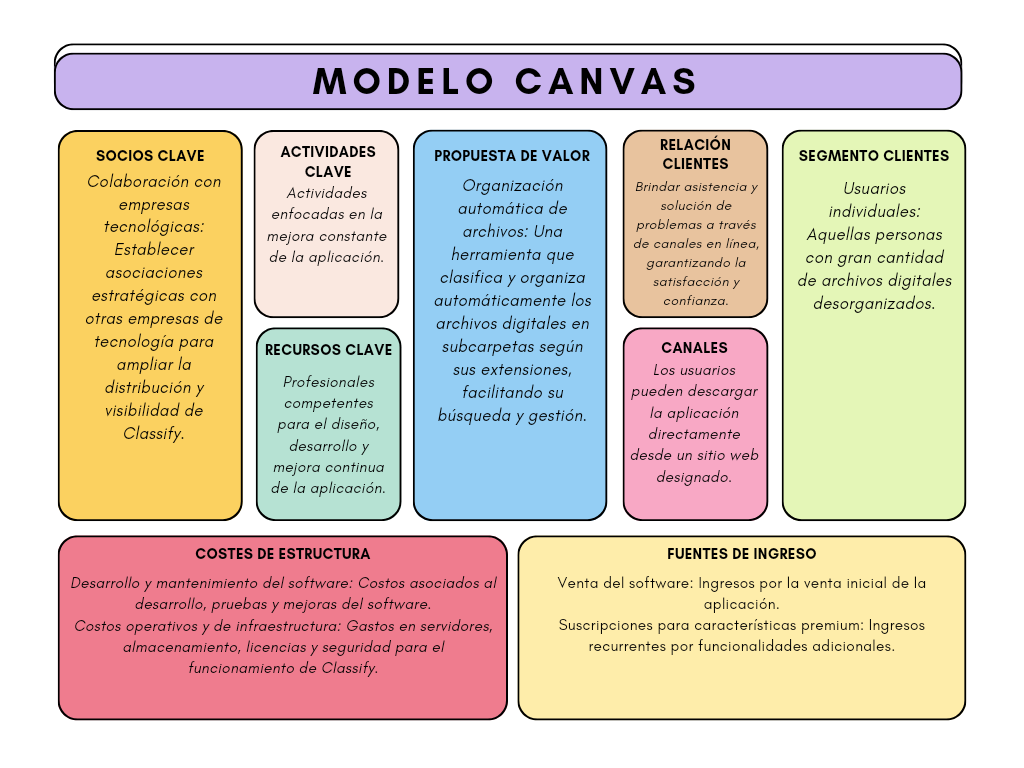 MODELO CANVAS
SOCIOS CLAVE
Colaboración con
empresas
tecnológicas:
Establecer
asociaciones
estratégicas con
otras empresas de
tecnología para
ampliar la
distribución y
visibilidad de
Classify.
ACTIVIDADES
CLAVE
Actividades
enfocadas en la
mejora constante
de la aplicación.
RECURSOS CLAVE
Profesionales
competentes
para el diseño,
desarrollo y
mejora continua
de la aplicación.
PROPUESTA DE VALOR
Organización
automática de
archivos: Una
herramienta que
clasifica y organiza
automáticamente los
archivos digitales en
subcarpetas según
sus extensiones,
facilitando su
búsqueda y gestión.
RELACIÓN
CLIENTES
Brindar asistencia y
solución de
problemas a través
de canales en línea,
garantizando la
satisfacción y
confianza.
CANALES
Los usuarios
pueden descargar
la aplicación
directamente
desde un sitio web
designado.
SEGMENTO CLIENTES
Usuarios
individuales:
Aquellas personas
con gran cantidad
de archivos digitales
desorganizados.
COSTES DE ESTRUCTURA
Desarrollo y mantenimiento del software: Costos asociados al
desarrollo, pruebas y mejoras del software.
Costos operativos y de infraestructura: Gastos en servidores,
almacenamiento, licencias y seguridad para el
funcionamiento de Classify.
FUENTES DE INGRESO
Venta del software: Ingresos por la venta inicial de la
aplicación.
Suscripciones para características premium: Ingresos
recurrentes por funcionalidades adicionales.